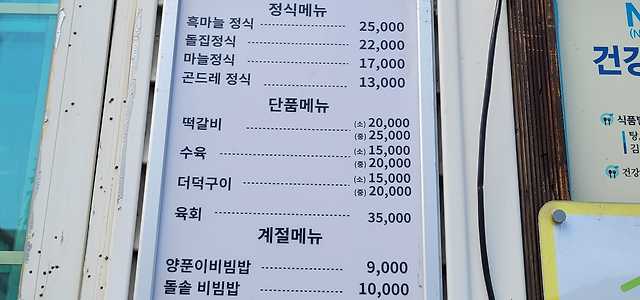 정식메뉴
흑마늘 정식 25,000
돌집정식 22,000
마늘정식 17,000
곤드레 정식 13,000
단품메뉴
떡갈비 (소) 20,000
(중) 25,000
수육 (소) 15,000
(중) 20,000
더덕구이 (소) 15,000
(중) 20,000
육회 35,000
계절메뉴
양푼이비빔밥 9,000
돌솥 비빔밥 10,000
건강
식품
탕
김
건강